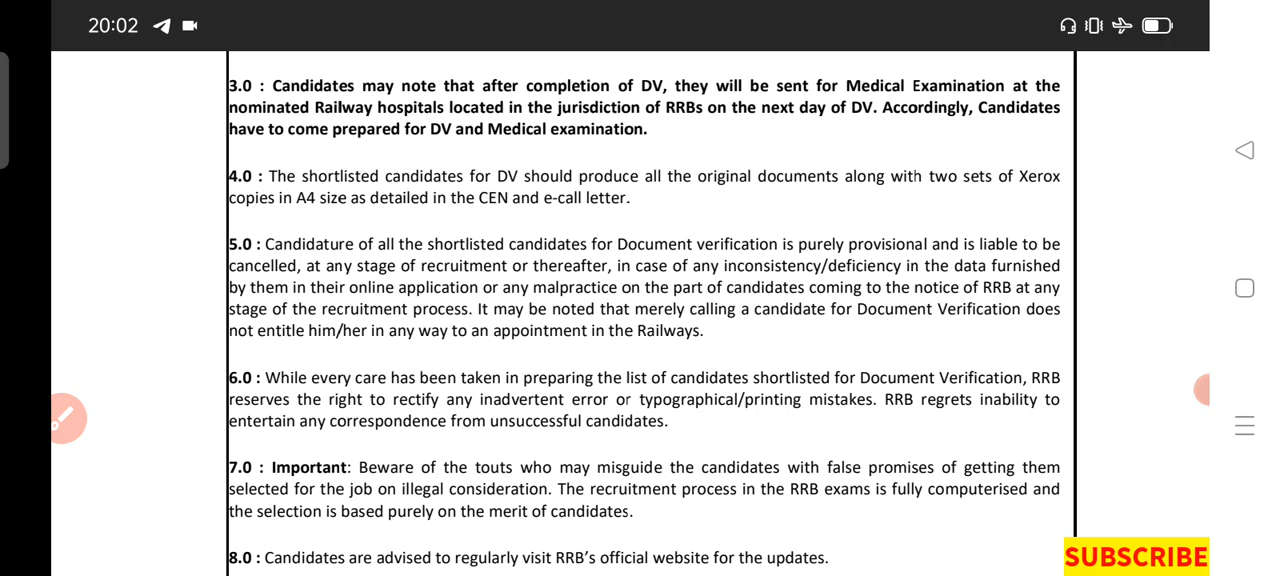 20:02
3.0 : Candidates may note that after completion of DV, they will be sent for Medical Examination at the
nominated Railway hospitals located in the jurisdiction of RRBs on the next day of DV. Accordingly, Candidates
have to come prepared for DV and Medical examination.
4.0 : The shortlisted candidates for DV should produce all the original documents along with two sets of Xerox
copies in A4 size as detailed in the CEN and e-call letter.
5.0 : Candidature of all the shortlisted candidates for Document verification is purely provisional and is liable to be
cancelled, at any stage of recruitment or thereafter, in case of any inconsistency/deficiency in the data furnished
by them in their online application or any malpractice on the part of candidates coming to the notice of RRB at any
stage of the recruitment process. It may be noted that merely calling a candidate for Document Verification does
not entitle him/her in any way to an appointment in the Railways.
6.0 : While every care has been taken in preparing the list of candidates shortlisted for Document Verification, RRB
reserves the right to rectify any inadvertent error or typographical/printing mistakes. RRB regrets inability to
entertain any correspondence from unsuccessful candidates.
7.0 : Important: Beware of the touts who may misguide the candidates with false promises of getting them
selected for the job on illegal consideration. The recruitment process in the RRB exams is fully computerised and
the selection is based purely on the merit of candidates.
8.0 : Candidates are advised to regularly visit RRB's official website for the updates.
SUBSCRIBE